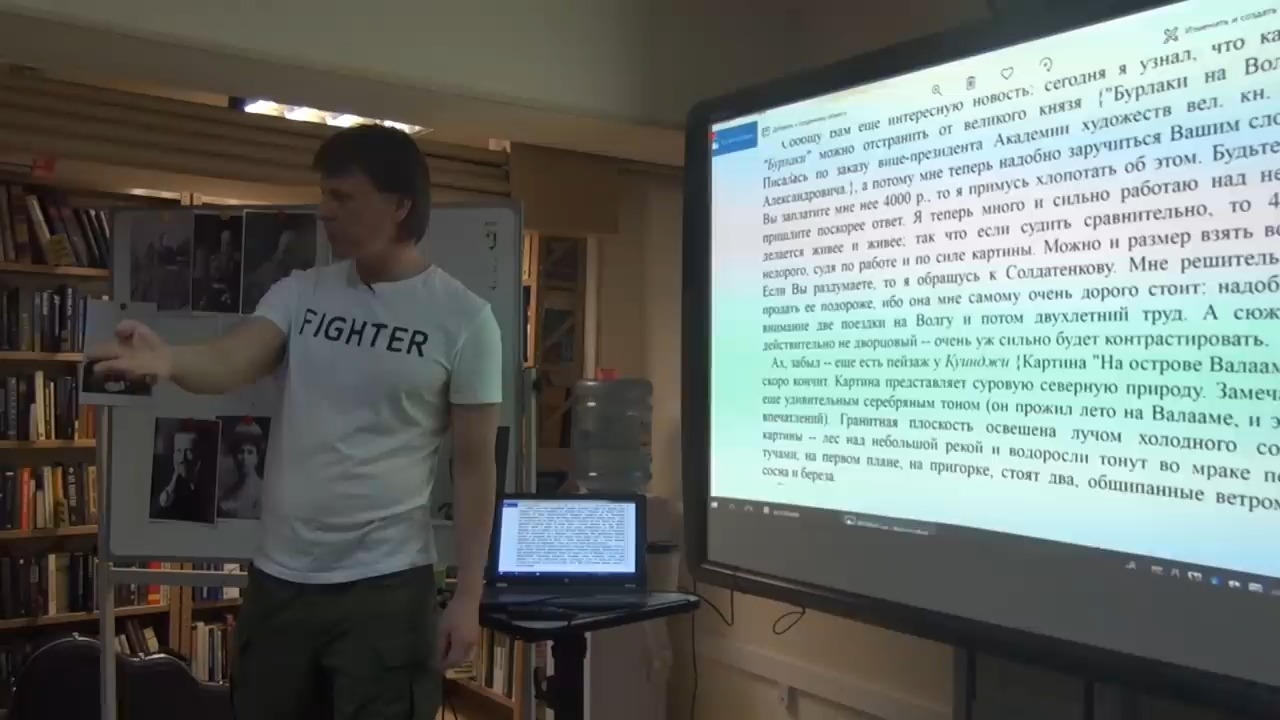 FIGHTER
Изменить и создать
Сообщу Вам еще интересную новость: сегодня я узнал, что ка
"Бурлаки" можно отстранить от великого князя {"Бурлаки на Вол
Писалась по заказу вице-президента Академии художеств вел. кн.
Александровича.}, а потому мне теперь надобно заручиться Вашим сло
Вы заплатите мне нее 4000 р., то я примусь хлопотать об этом. Будьте
пришлите поскорее ответ. Я теперь много и сильно работаю над не
делается живее и живее; так что если судить сравнительно, то 4
недорого, судя по работе и по силе картины. Можно и размер взять во
Если Вы раздумаете, то я обращусь к Солдатенкову. Мне решитель
продать ее подороже, ибо она мне самому очень дорого стоит: надоб
внимание две поездки на Волгу и потом двухлетний труд. А сюж
действительно не дворцовый -- очень уж сильно будет контрастировать.
Ах, забыл -- еще есть пейзаж у Куинджи {Картина "На острове Валаам
скоро кончит. Картина представляет суровую северную природу. Замеча
еще удивительным серебряным тоном (он прожил лето на Валааме, и э
впечатлений). Гранитная плоскость освещена лучом холодного со
картины -- лес над небольшой рекой и водоросли тонут во мраке по
тучами, на первом плане, на пригорке, стоят два, общипанные ветром
сосна и береза.